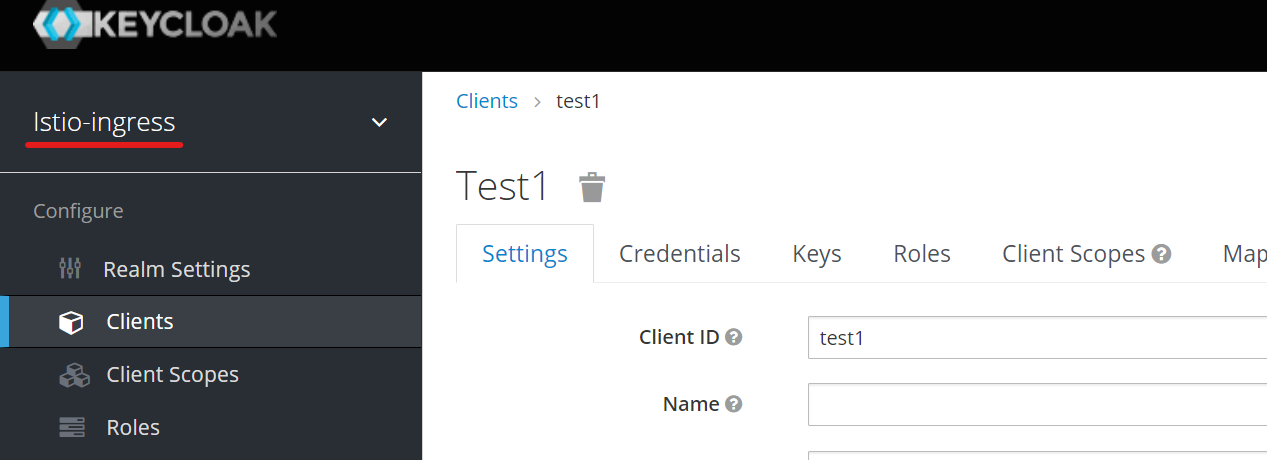 KEYCLOAK
Istio-ingress
Configure
Realm Settings
Clients
Client Scopes
Roles
Clients > test1
Test1
Settings Credentials Keys Roles Client Scopes ? Map
Client ID ? test1
Name ?